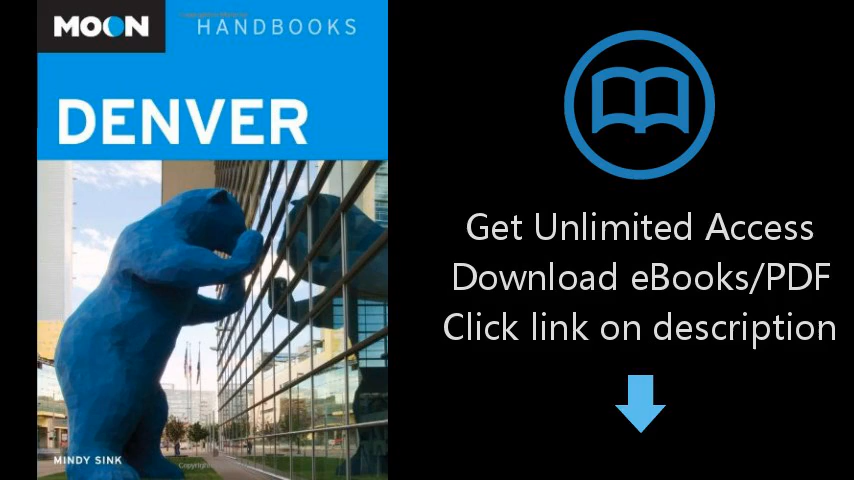 MOON
HANDBOOKS
DENVER
MINDY SINK
Get Unlimited Access
Download eBooks/PDF
Click link on description